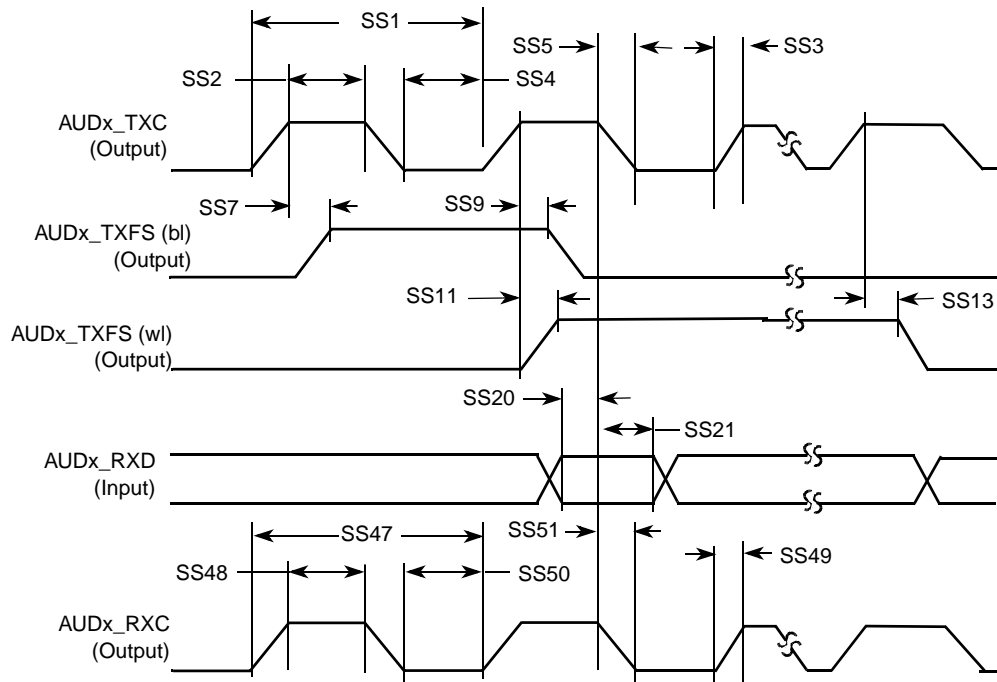 SS1
SS5
SS3
SS2
SS4
AUDx_TXC
(Output)
SS7
SS9
AUDx_TXFS (bl)
(Output)
SS11
SS13
AUDx_TXFS (wl)
(Output)
SS20
SS21
AUDx_RXD
(Input)
SS47
SS51
SS49
SS48
SS50
AUDx_RXC
(Output)